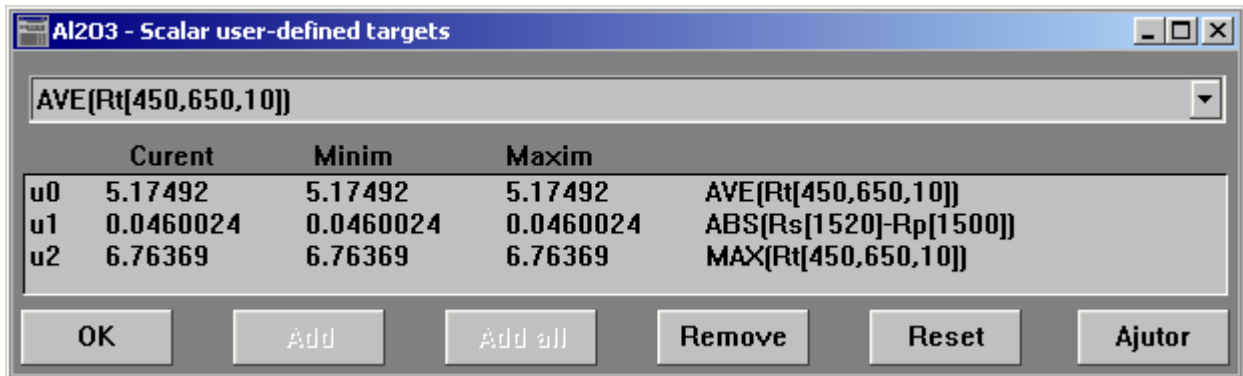 Al2O3 - Scalar user-defined targets
AVE(Rt[450,650,10])
Curent Minim Maxim
u0 5.17492 5.17492 5.17492 AVE(Rt[450,650,10])
u1 0.0460024 0.0460024 0.0460024 ABS(Rs[1520]-Rp[1500])
u2 6.76369 6.76369 6.76369 MAX(Rt[450,650,10])
OK Add Add all Remove Reset Ajutor